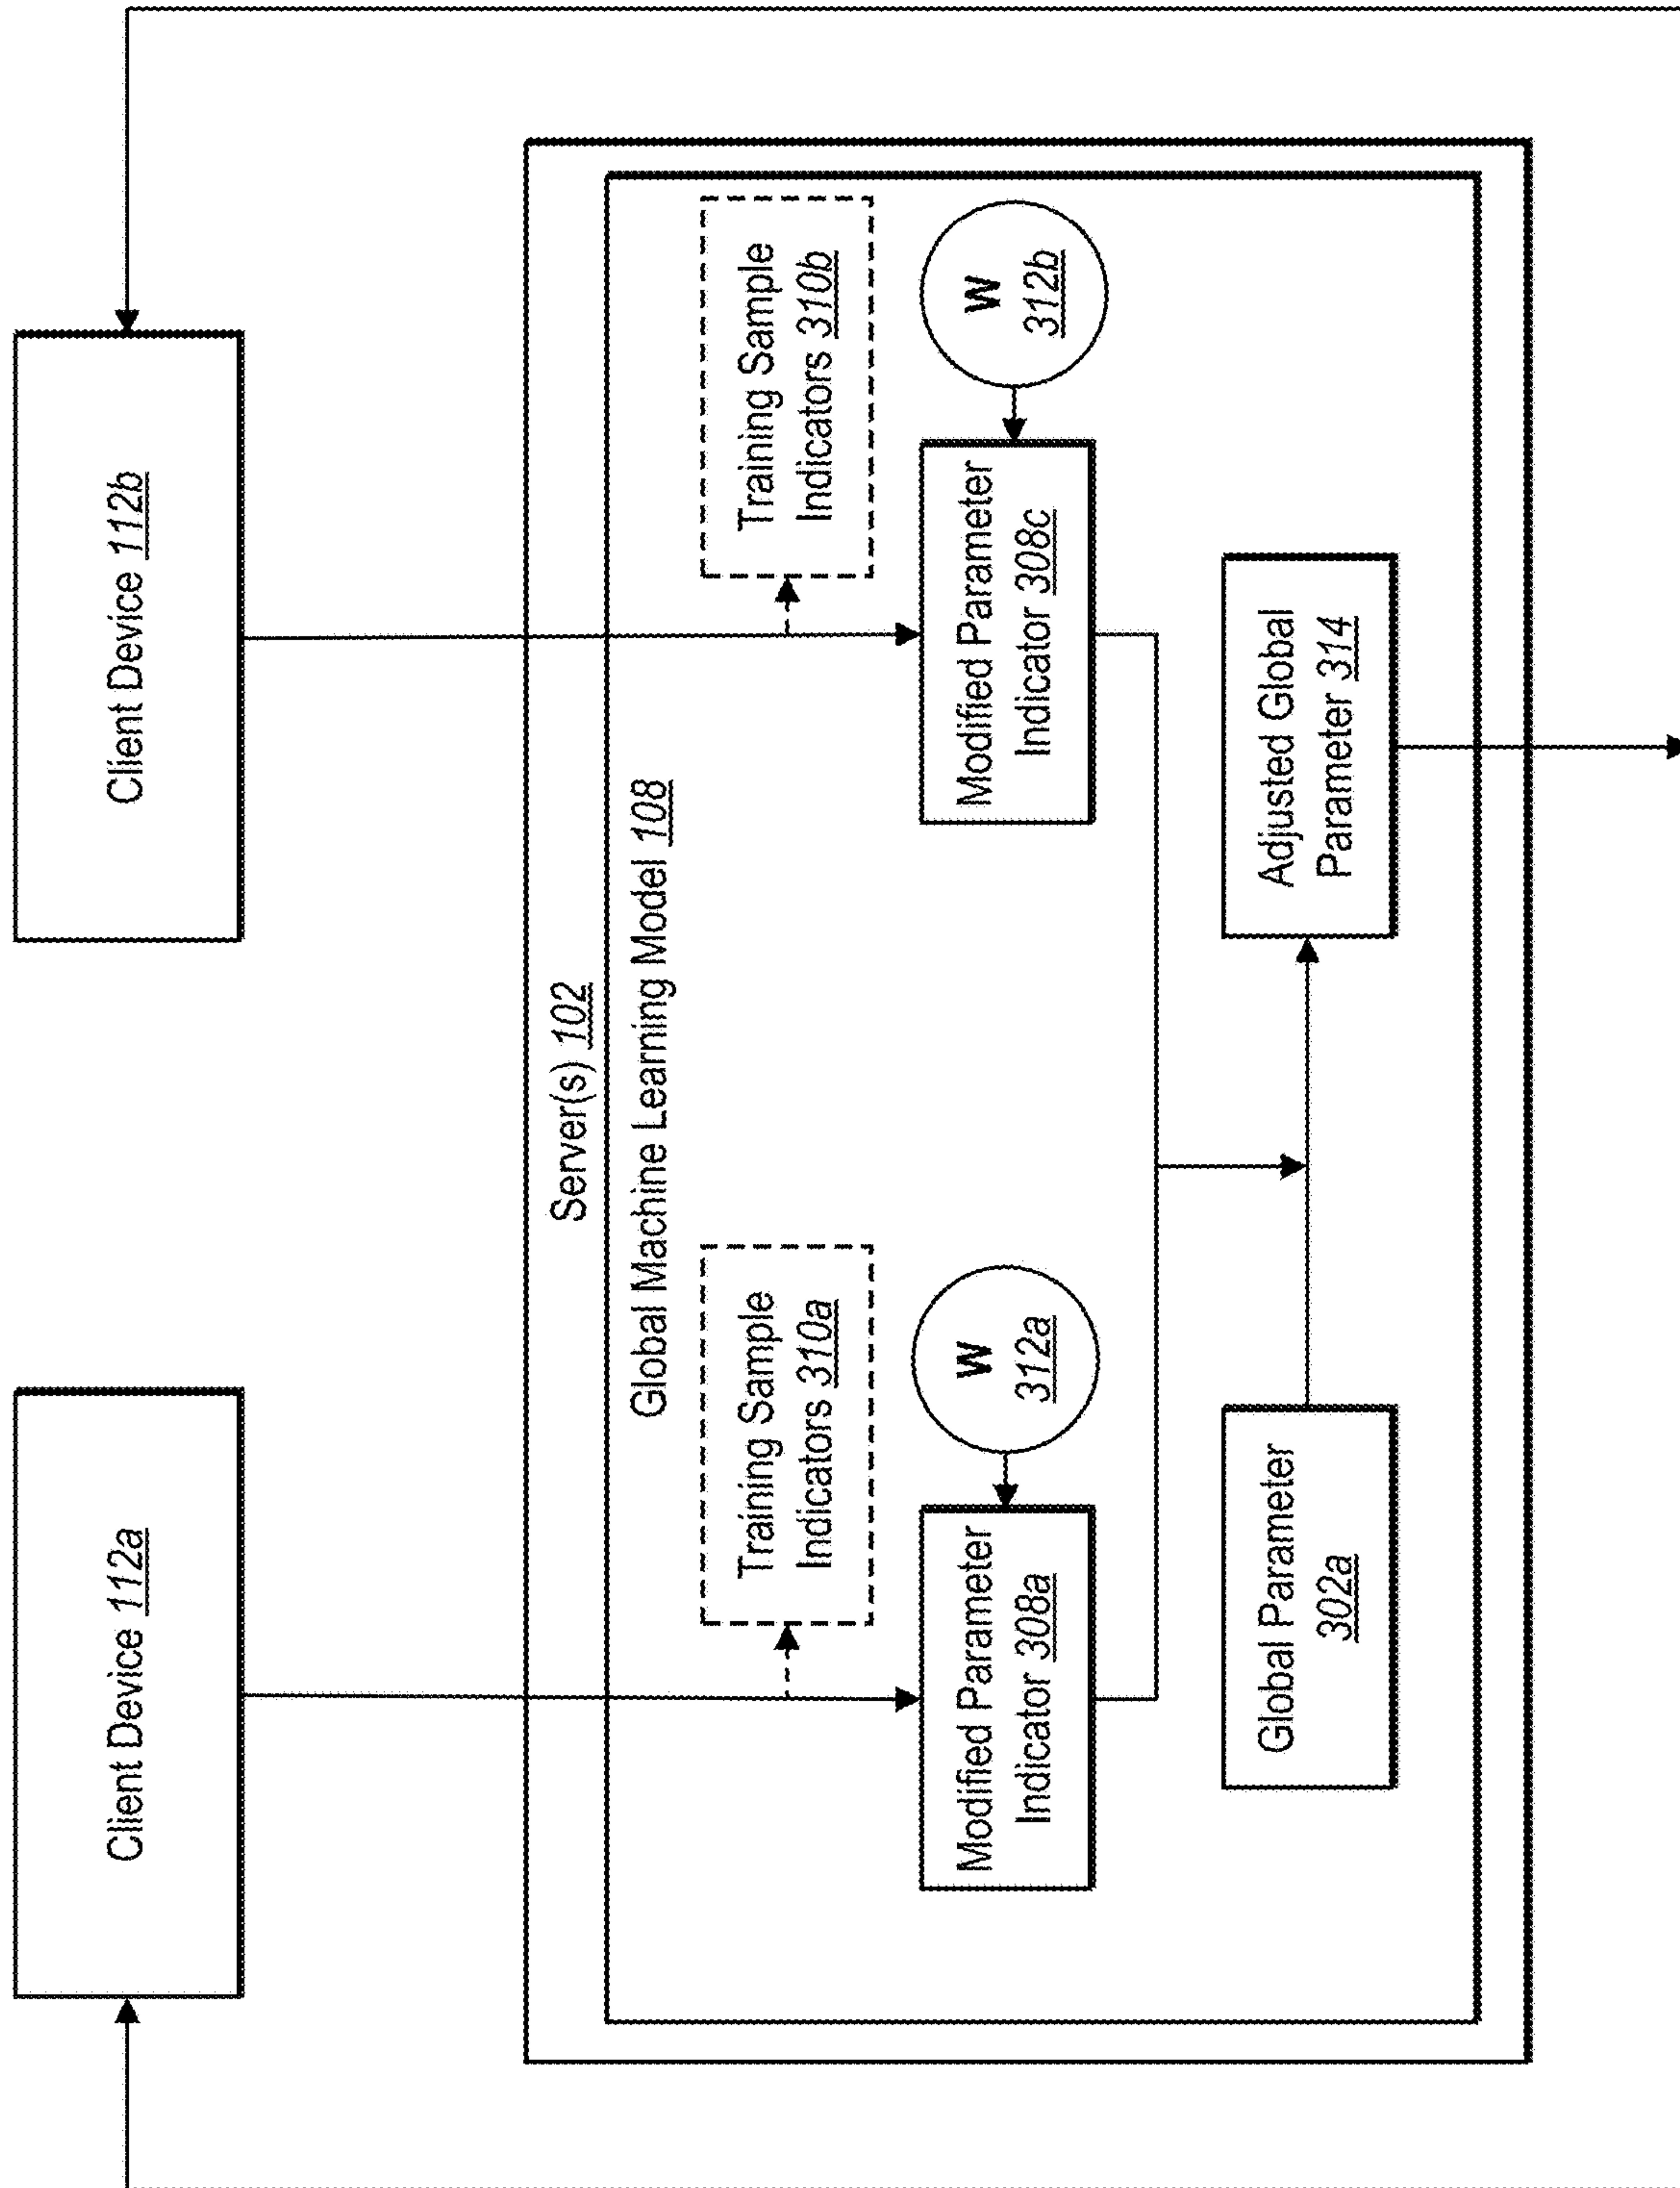 Client Device 112a
Client Device 112b
Server(s) 102
Global Machine Learning Model 108
Training Sample
Indicators 310a
Training Sample
Indicators 310b
W
312a
W
312b
Modified Parameter
Indicator 308a
Modified Parameter
Indicator 308c
Global Parameter
302a
Adjusted Global
Parameter 314